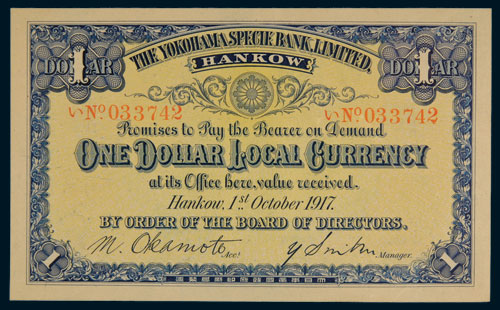 1 THE YOKOHAMA SPECIE BANK, LIMITED. 1
DOLLAR HANKOW DOLLAR
い Nº 033742 い Nº 033742
Promises to Pay the Bearer on Demand
ONE DOLLAR LOCAL CURRENCY
at its Office here, value received.
Hankow, 1st October 1917.
BY ORDER OF THE BOARD OF DIRECTORS.
M. Okamoto Acct. Manager.
1 1